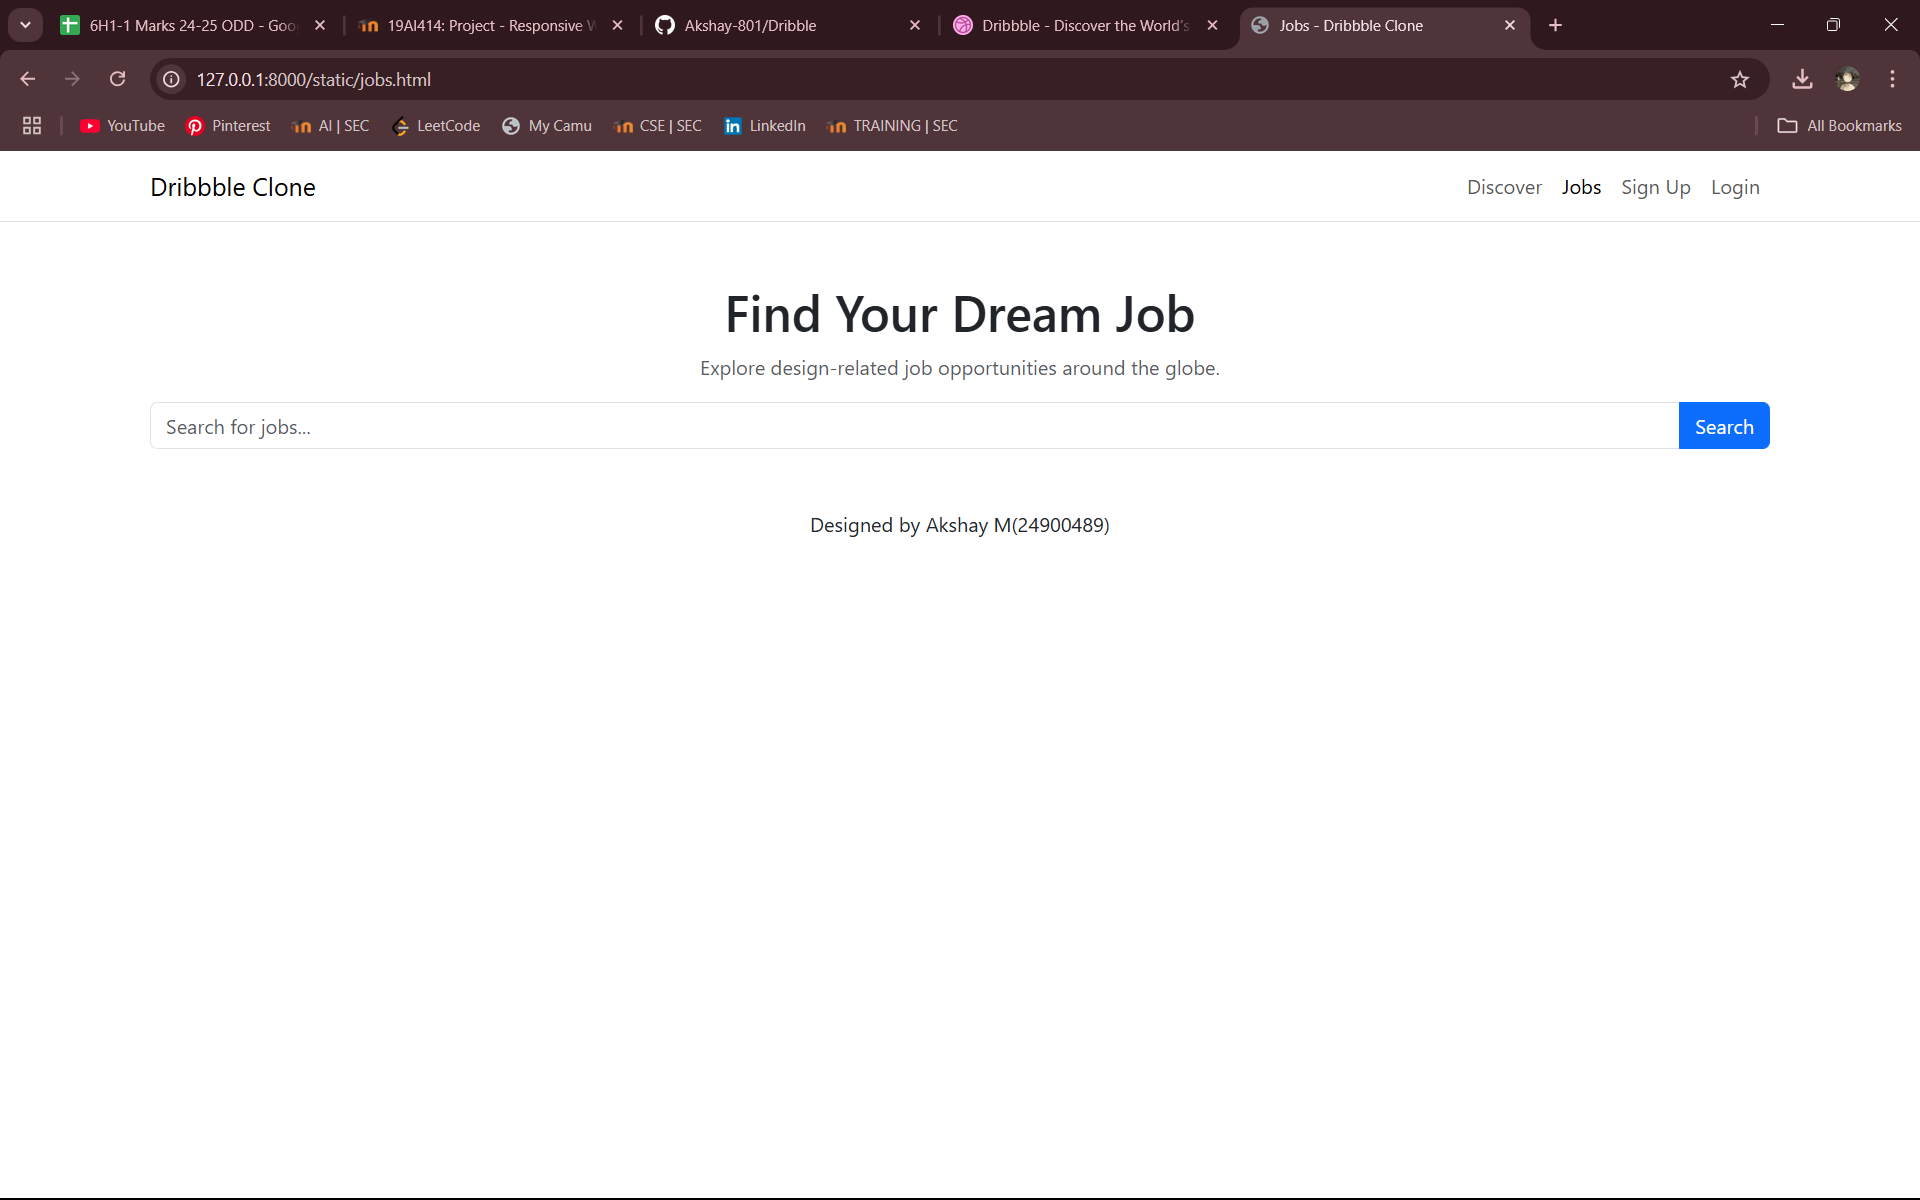 6H1-1 Marks 24-25 ODD - Goo
19AI414: Project - Responsive W
Akshay-801/Dribble
Dribbble - Discover the World's
Jobs - Dribbble Clone
127.0.0.1:8000/static/jobs.html
YouTube
Pinterest
AI | SEC
LeetCode
My Camu
CSE | SEC
LinkedIn
TRAINING | SEC
All Bookmarks
Dribbble Clone
Discover
Jobs
Sign Up
Login
Find Your Dream Job
Explore design-related job opportunities around the globe.
Search for jobs...
Search
Designed by Akshay M(24900489)